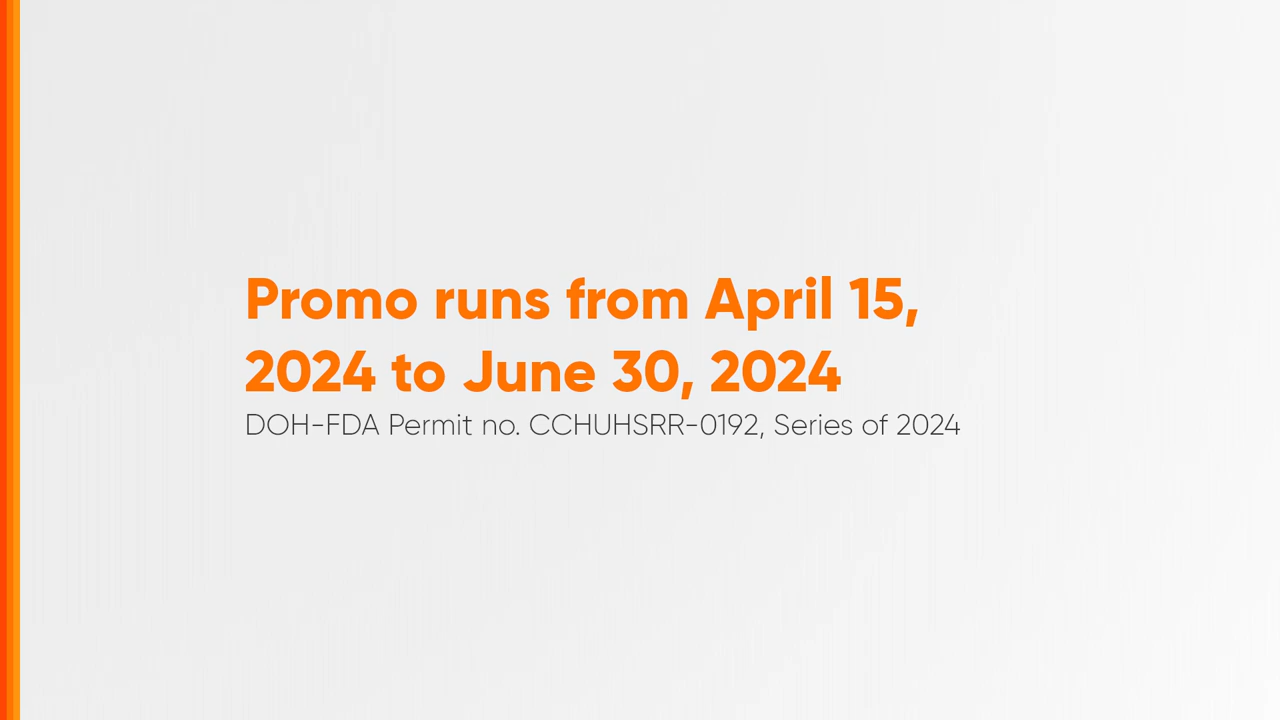 Promo runs from April 15,
2024 to June 30, 2024
DOH-FDA Permit no. CCHUHSRR-0192, Series of 2024